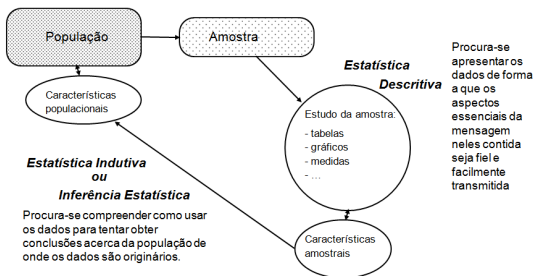 População
Amostra
Características
populacionais
Estatística
Descritiva
Estudo da amostra:
- tabelas
- gráficos
- medidas
- ...
Procura-se
apresentar os
dados de forma
a que os
aspectos
essenciais da
mensagem
neles contida
seja fiel e
facilmente
transmitida
Estatística Indutiva
ou
Inferência Estatística
Procura-se compreender como usar
os dados para tentar obter
conclusões acerca da população de
onde os dados são originários.
Características
amostrais